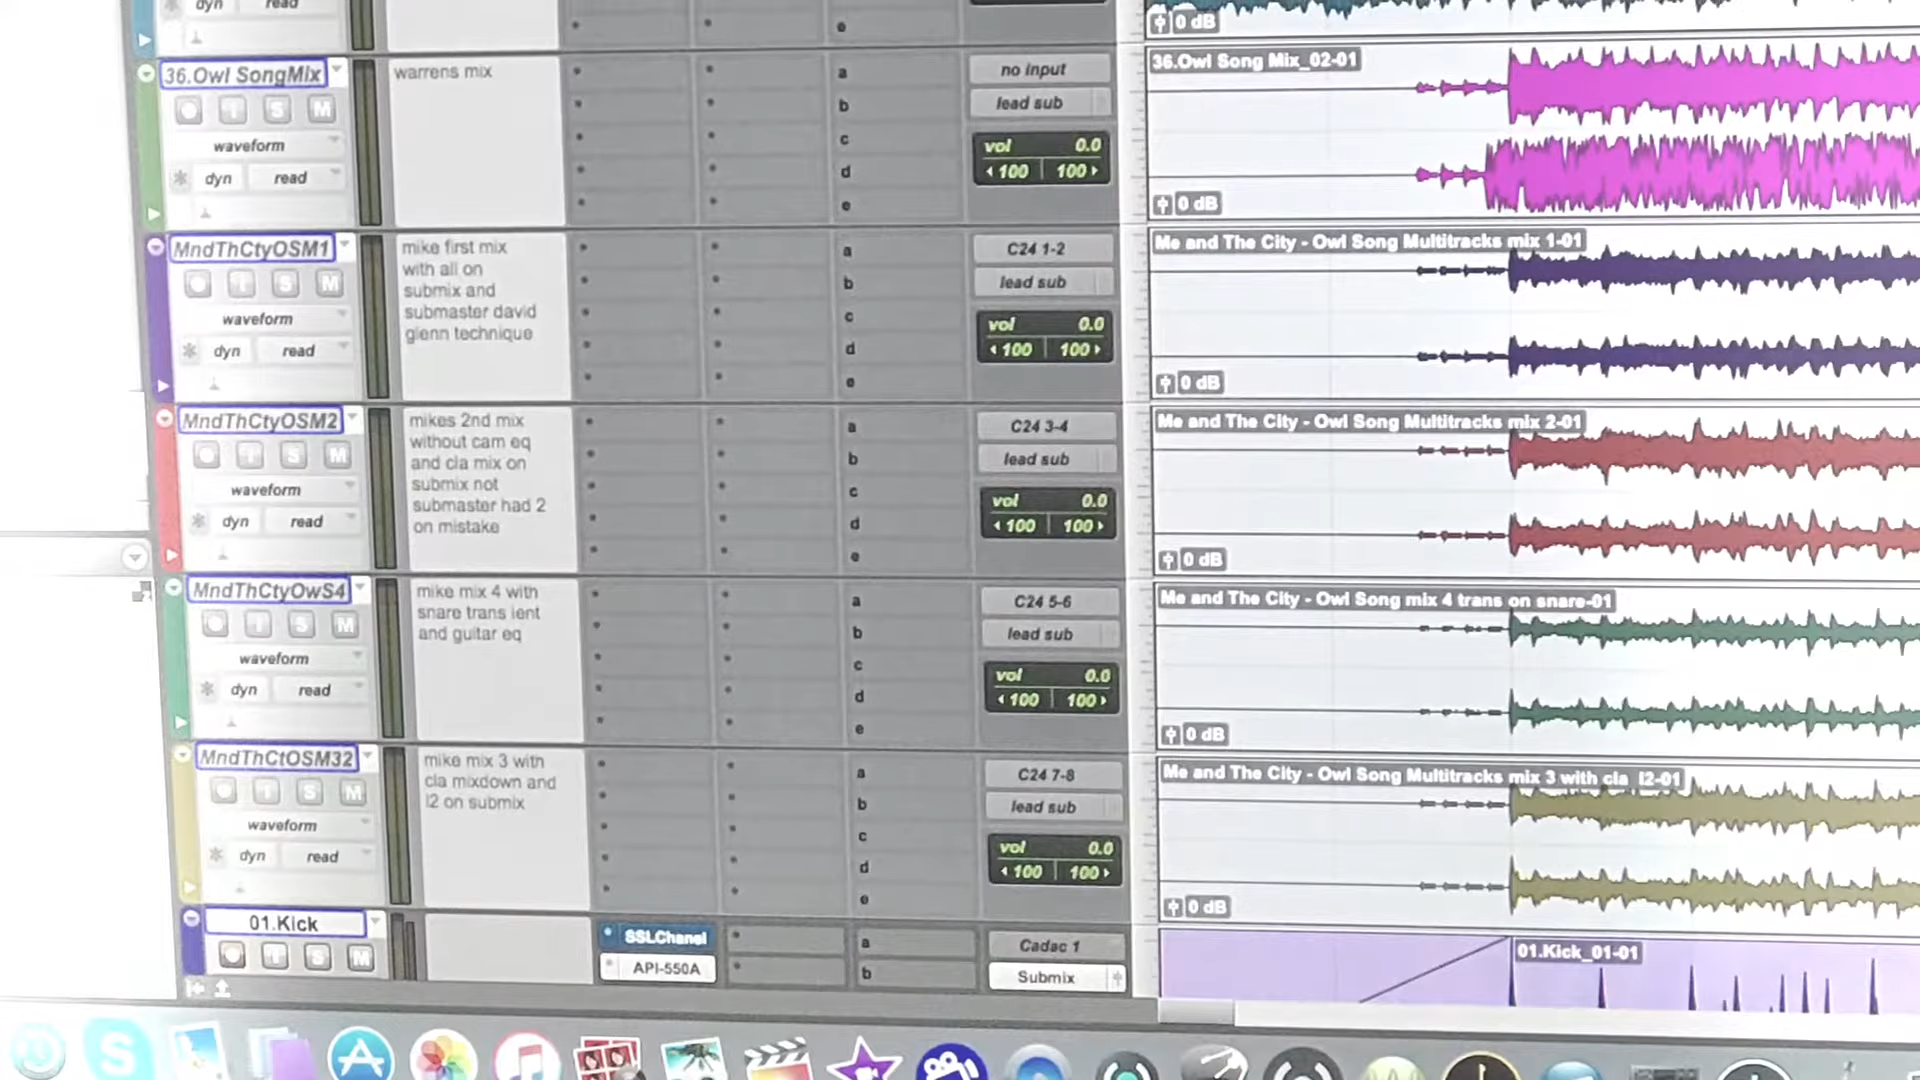 dyn read
e
0 dB
36.Owl SongMix
warrens mix
a
no input
36.Owl Song Mix_02-01
T S M
b
lead sub
waveform
c
vol 0.0
dyn read
d
100 100
e
0 dB
MndThCtyOSM1
mike first mix
with all on
submix and
submaster david
glenn technique
a
C24 1-2
Me and The City - Owl Song Multitracks mix 1-01
T S M
b
lead sub
waveform
c
vol 0.0
dyn read
d
100 100
e
0 dB
MndThCtyOSM2
mikes 2nd mix
without cam eq
and cla mix on
submix not
submaster had 2
on mistake
a
C24 3-4
Me and The City - Owl Song Multitracks mix 2-01
T S M
b
lead sub
waveform
c
vol 0.0
dyn read
d
100 100
e
0 dB
MndThCtyOwS4
mike mix 4 with
snare trans ient
and guitar eq
a
C24 5-6
Me and The City - Owl Song mix 4 trans on snare-01
T S M
b
lead sub
waveform
c
vol 0.0
dyn read
d
100 100
e
0 dB
MndThCtOSM32
mike mix 3 with
cla mixdown and
l2 on submix
a
C24 7-8
Me and The City - Owl Song Multitracks mix 3 with cla_l2-01
T S M
b
lead sub
waveform
c
vol 0.0
dyn read
d
100 100
e
0 dB
01.Kick
SSLChanel
a
Cadac 1
01.Kick_01-01
T S M
API-550A
b
Submix
S